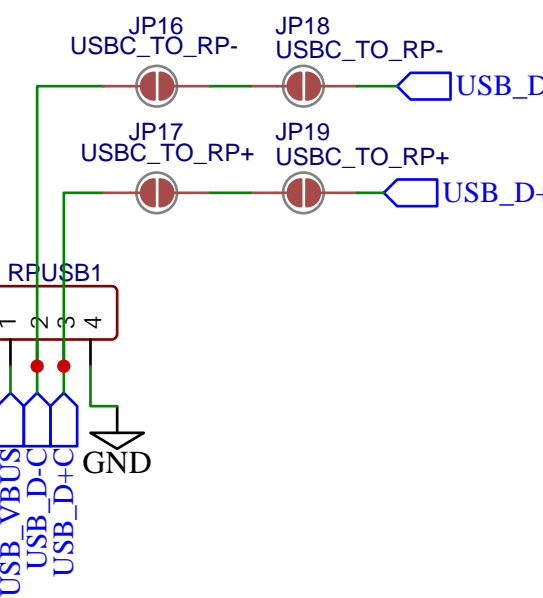 JP16
USBC_TO_RP-
JP18
USBC_TO_RP-
USB_D
JP17
USBC_TO_RP+
JP19
USBC_TO_RP+
USB_D+
RPUSB1
1
2
3
4
GND
USB_VBUS
USB_D-C
USB_D+C